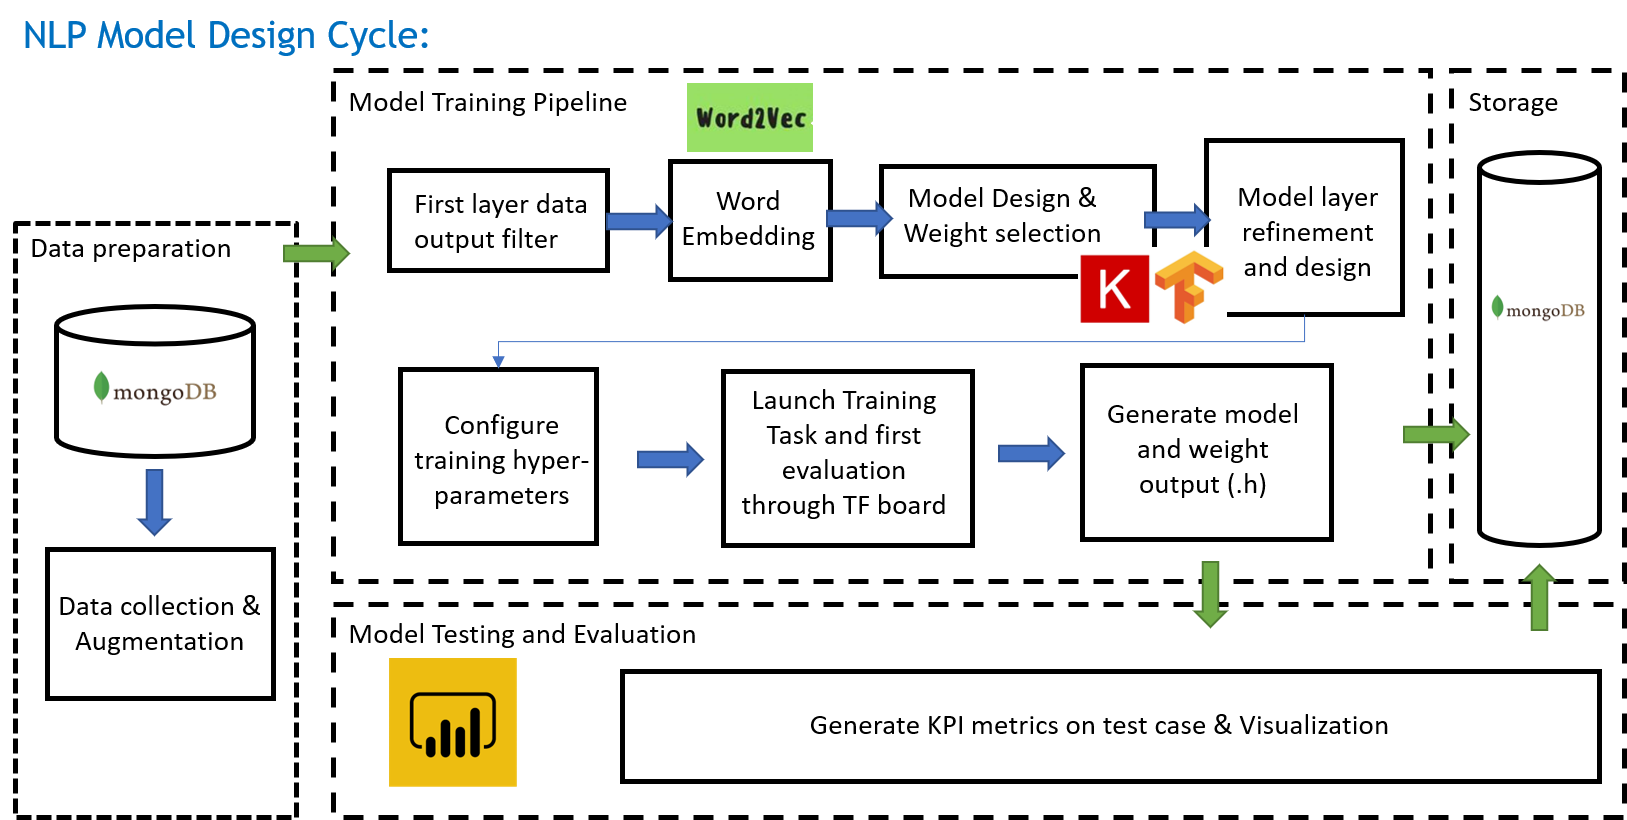 NLP Model Design Cycle:
Model Training Pipeline
Word2Vec
First layer data
output filter
Word
Embedding
Model Design &
Weight selection
K
Model layer
refinement
and design
Storage
mongoDB
Data preparation
mongoDB
Data collection &
Augmentation
Configure
training hyper-
parameters
Launch Training
Task and first
evaluation
through TF board
Generate model
and weight
output (.h)
Model Testing and Evaluation
Generate KPI metrics on test case & Visualization